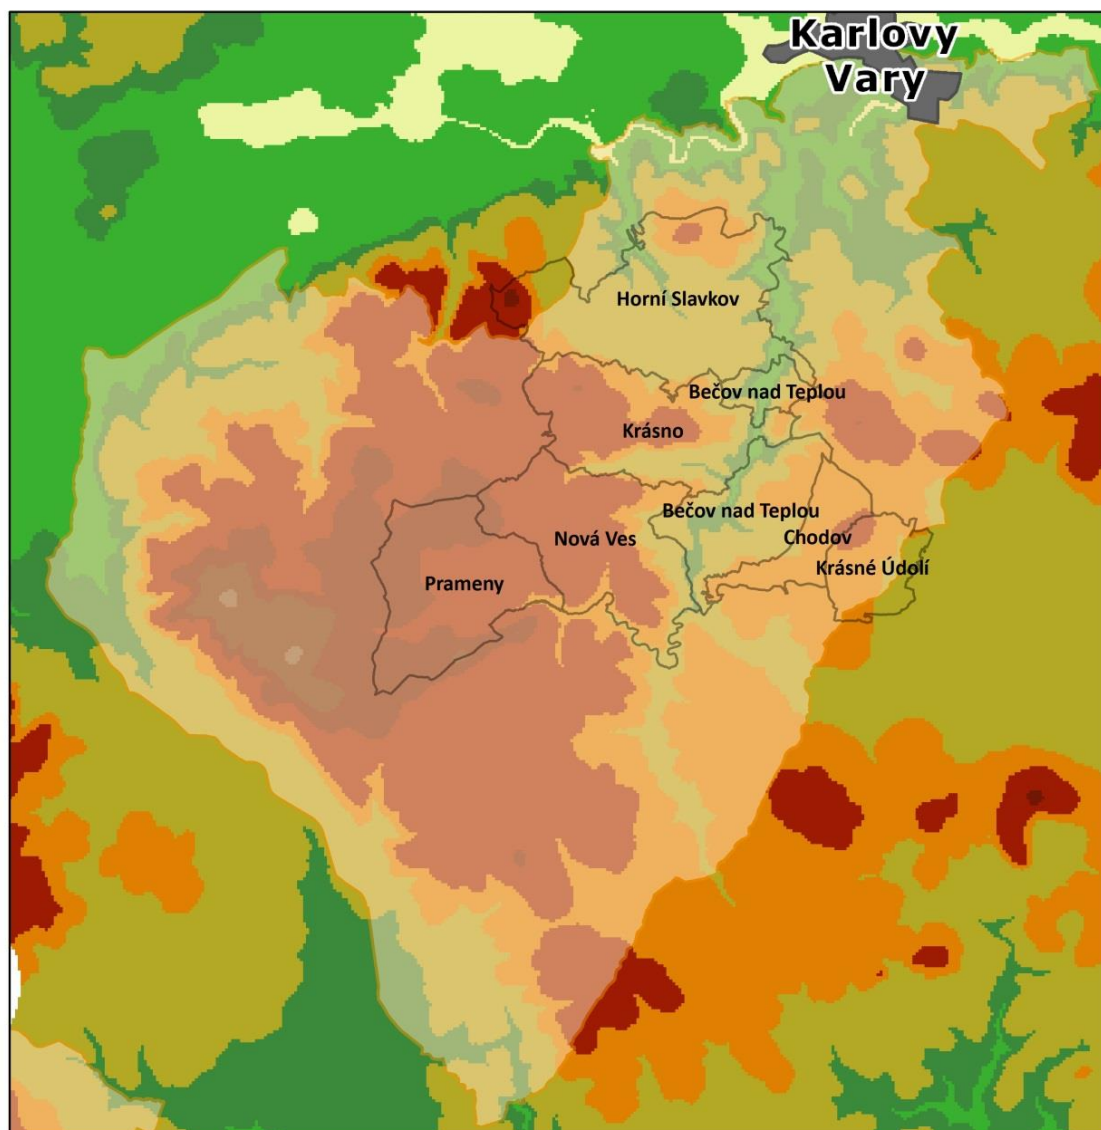 Karlovy
Vary
Horní Slavkov
Bečov nad Teplou
Krásno
Bečov nad Teplou
Nová Ves
Chodov
Krásné Údolí
Prameny